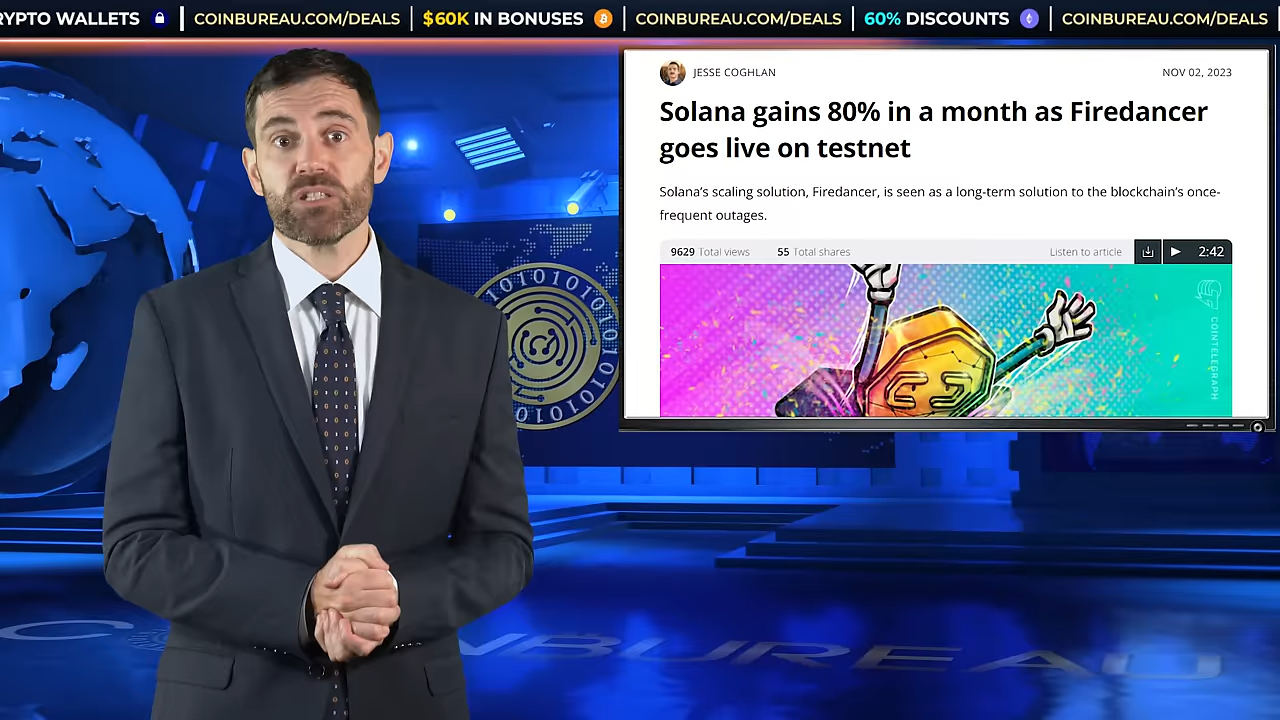 RYPTO WALLETS COINBUREAU.COM/DEALS $60K IN BONUSES COINBUREAU.COM/DEALS 60% DISCOUNTS COINBUREAU.COM/DEALS
JESSE COGHLAN NOV 02, 2023
Solana gains 80% in a month as Firedancer
goes live on testnet
Solana's scaling solution, Firedancer, is seen as a long-term solution to the blockchain's once-
frequent outages.
9629 Total views 55 Total shares Listen to article 2:42
COINTELEGRAPH